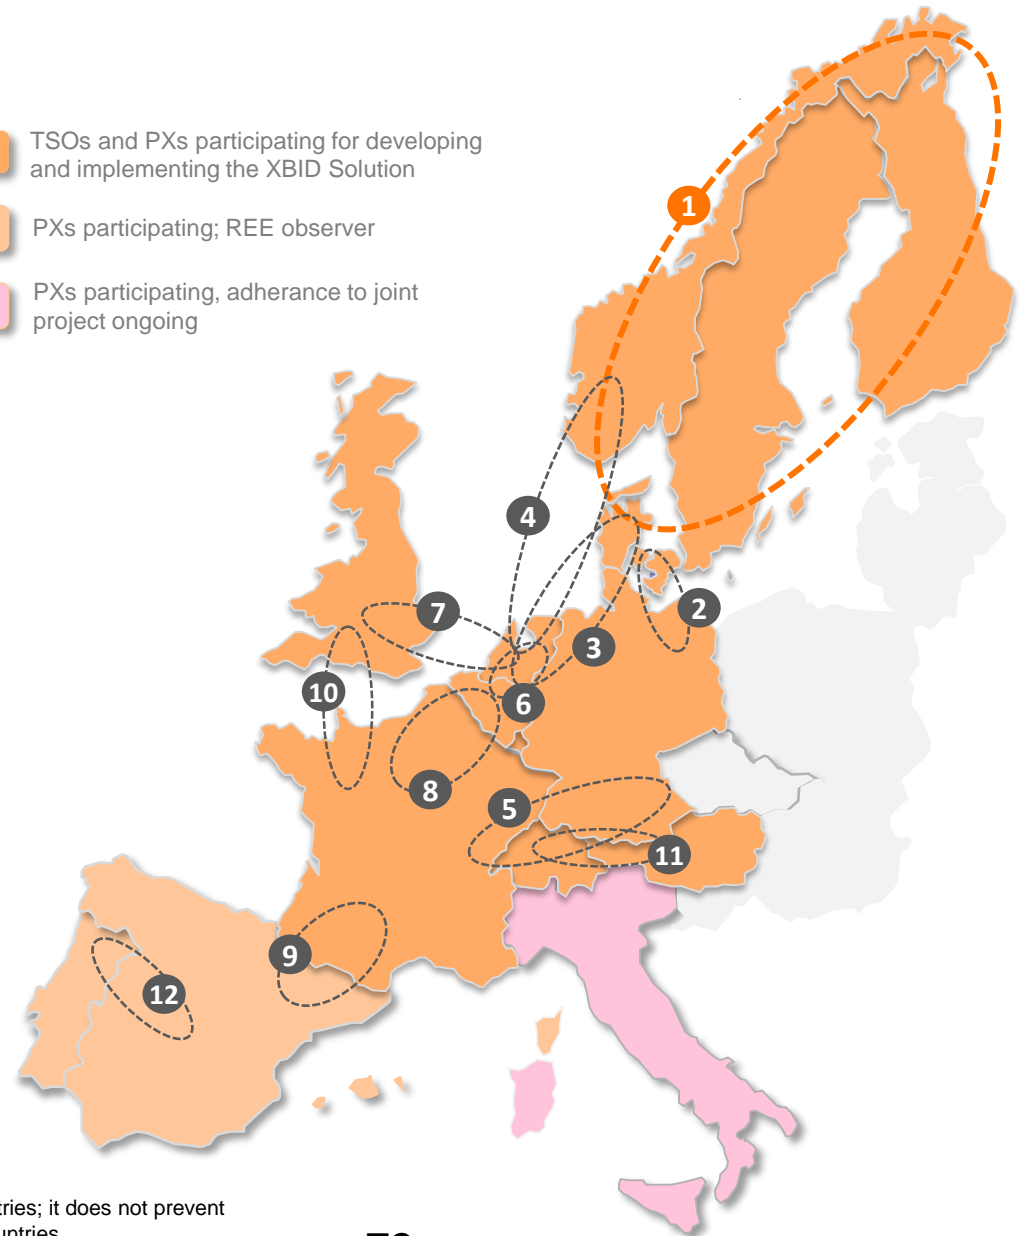 TSOs and PXs participating for developing
and implementing the XBID Solution
PXs participating; REE observer
PXs participating, adherance to joint
project ongoing
1
4
7
2
3
10
6
8
5
11
9
12
tries; it does not prevent